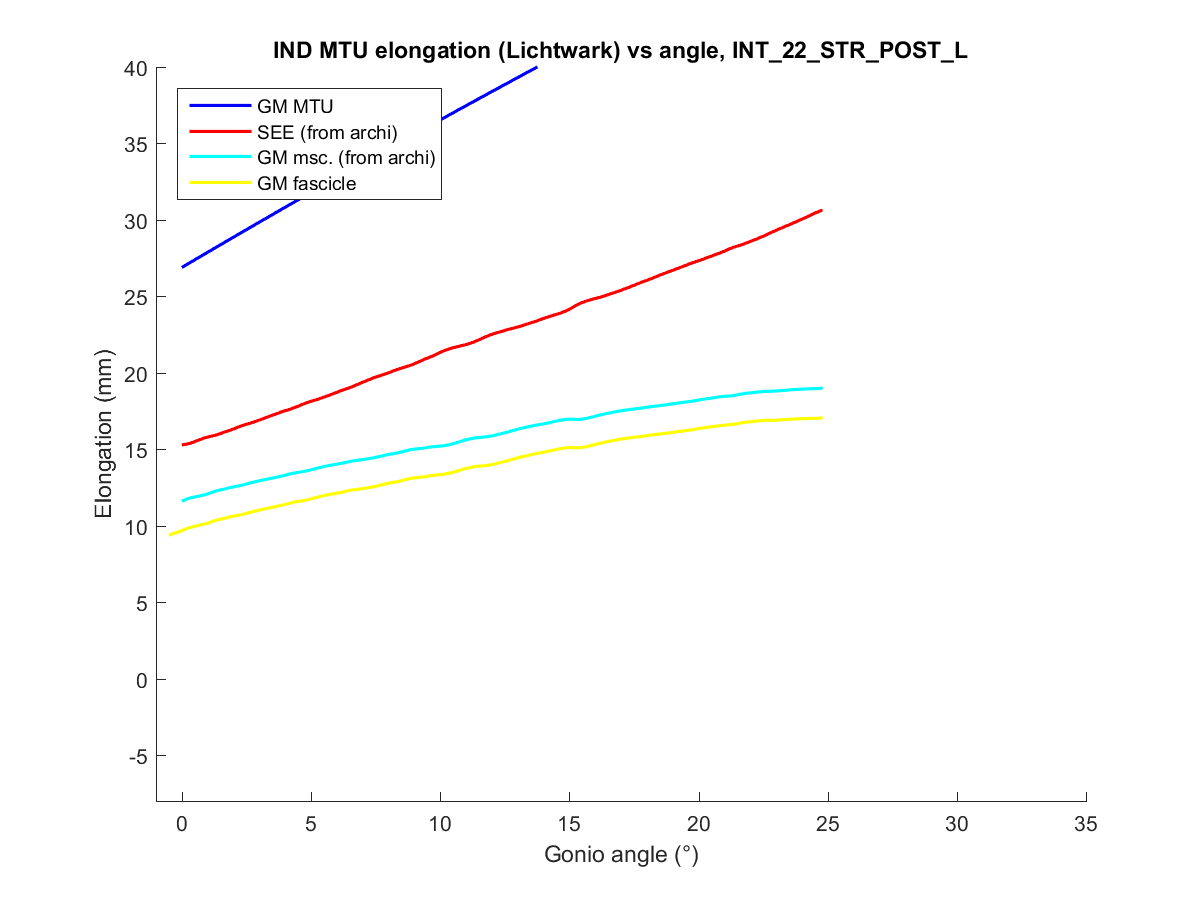 IND MTU elongation (Lichtwark) vs angle, INT_22_STR_POST_L
GM MTU
SEE (from archi)
GM msc. (from archi)
GM fascicle
Elongation (mm)
40
35
30
25
20
15
10
5
0
-5
0 5 10 15 20 25 30 35
Gonio angle (°)